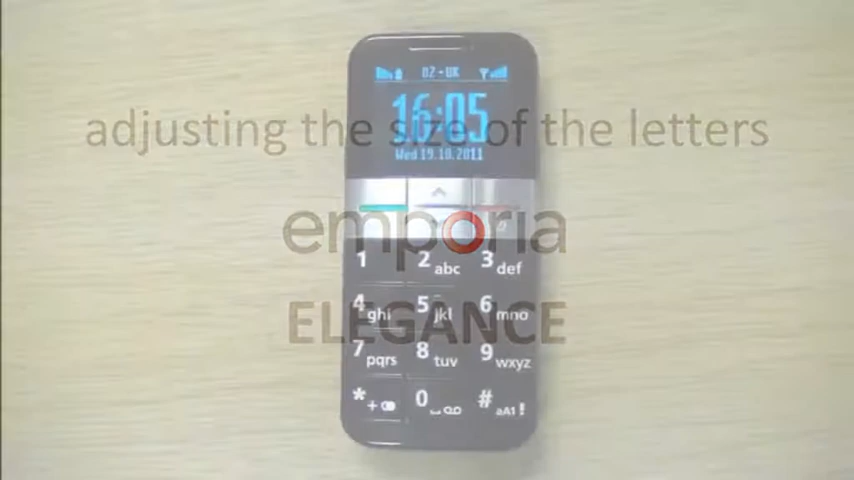 O2 - UK
16:05
Wed 19.10.2011
adjusting the size of the letters
emporia
ELEGANCE
1 2 abc 3 def
4 ghi 5 jkl 6 mno
7 pqrs 8 tuv 9 wxyz
* + 0 # aA1 !